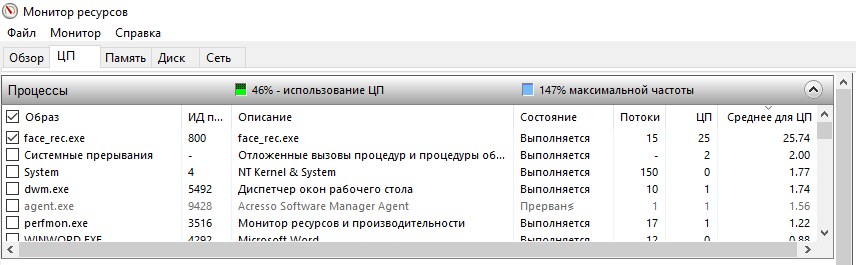 Монитор ресурсов
Файл Монитор Справка
Обзор ЦП Память Диск Сеть
Процессы 46% - использование ЦП 147% максимальной частоты
Образ ИД п... Описание Состояние Потоки ЦП Среднее для ЦП
face_rec.exe 800 face_rec.exe Выполняется 15 25 25.74
Системные прерывания - Отложенные вызовы процедур и процедуры об... Выполняется - 2 2.00
System 4 NT Kernel & System Выполняется 150 0 1.77
dwm.exe 5492 Диспетчер окон рабочего стола Выполняется 10 1 1.74
agent.exe 9428 Acresso Software Manager Agent 1 1 1.56
perfmon.exe 3516 Монитор ресурсов и производительности Выполняется 17 1 1.22
WINWORD.EXE 4292 Microsoft Word Выполняется 12 0 0.88